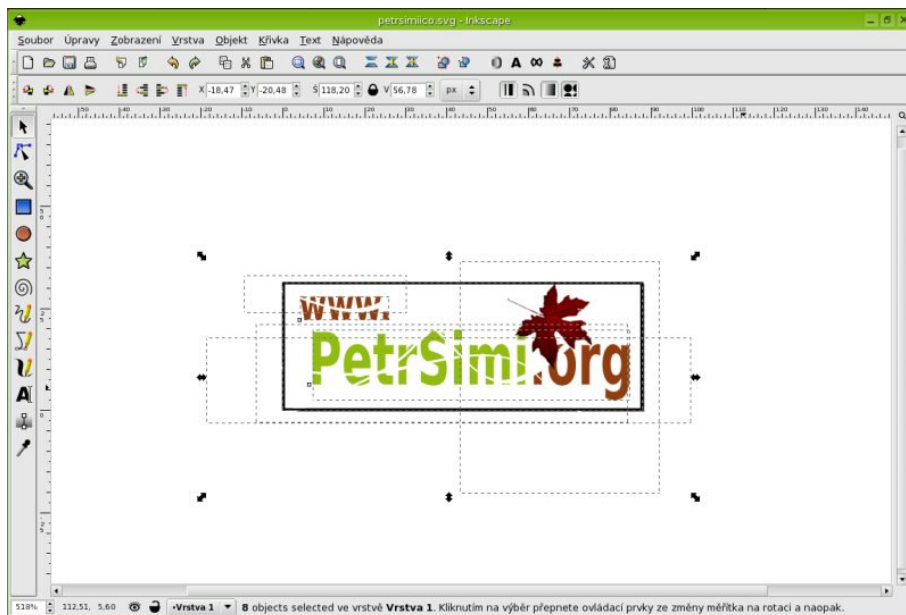 petrsimiico.svg - Inkscape
Soubor Úpravy Zobrazení Vrstva Objekt Křivka Text Nápověda
X -18,47 Y -20,48 Š 118,20 V 56,78 px
www.
PetrSimi.org
518% 112,51, 5,60 •Vrstva 1 8 objects selected ve vrstvě Vrstva 1. Kliknutím na výběr přepnete ovládací prvky ze změny měřítka na rotaci a naopak.